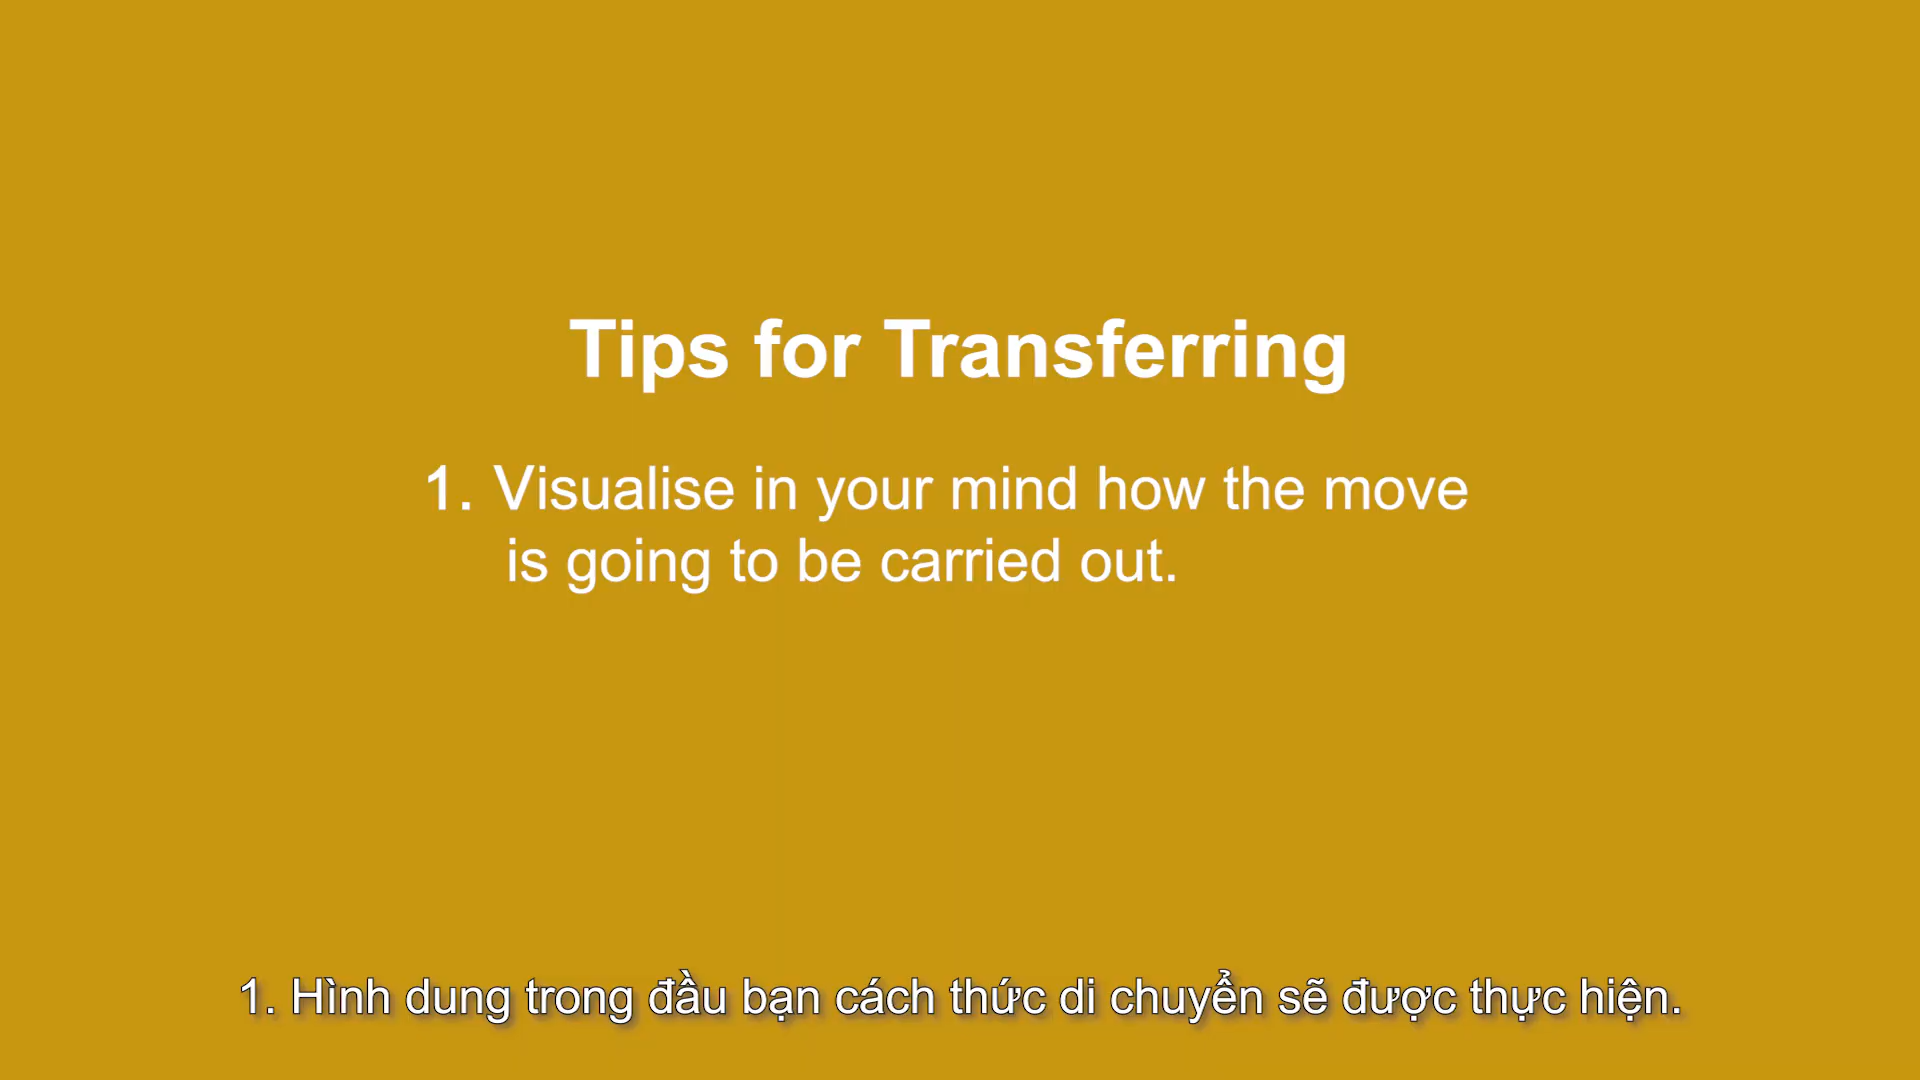 Tips for Transferring
1. Visualise in your mind how the move
is going to be carried out.
1. Hình dung trong đầu bạn cách thức di chuyển sẽ được thực hiện.